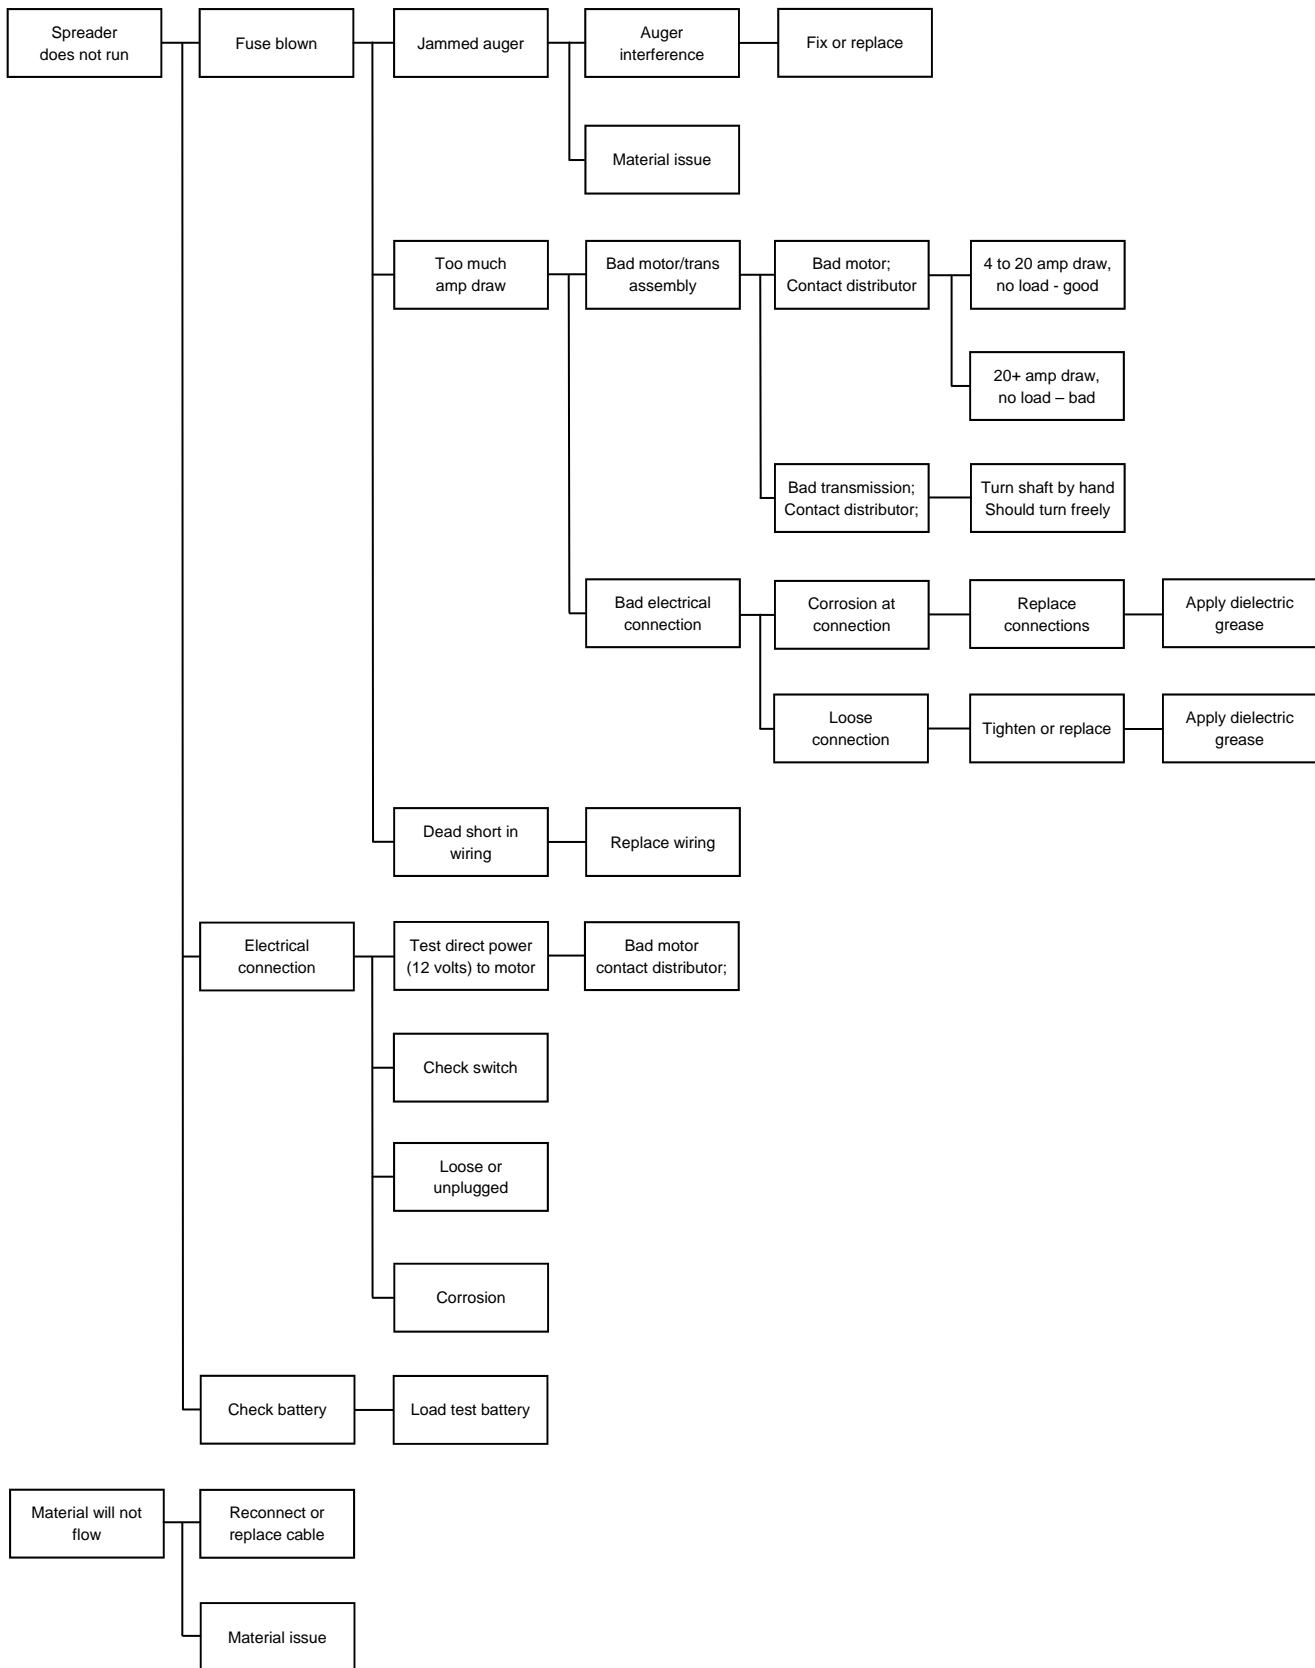 Spreader
does not run
Fuse blown
Jammed auger
Auger
interference
Fix or replace
Material issue
Too much
amp draw
Bad motor/trans
assembly
Bad motor;
Contact distributor
4 to 20 amp draw,
no load - good
20+ amp draw,
no load – bad
Bad transmission;
Contact distributor;
Turn shaft by hand
Should turn freely
Bad electrical
connection
Corrosion at
connection
Replace
connections
Apply dielectric
grease
Loose
connection
Tighten or replace
Apply dielectric
grease
Dead short in
wiring
Replace wiring
Electrical
connection
Test direct power
(12 volts) to motor
Bad motor
contact distributor;
Check switch
Loose or
unplugged
Corrosion
Check battery
Load test battery
Material will not
flow
Reconnect or
replace cable
Material issue